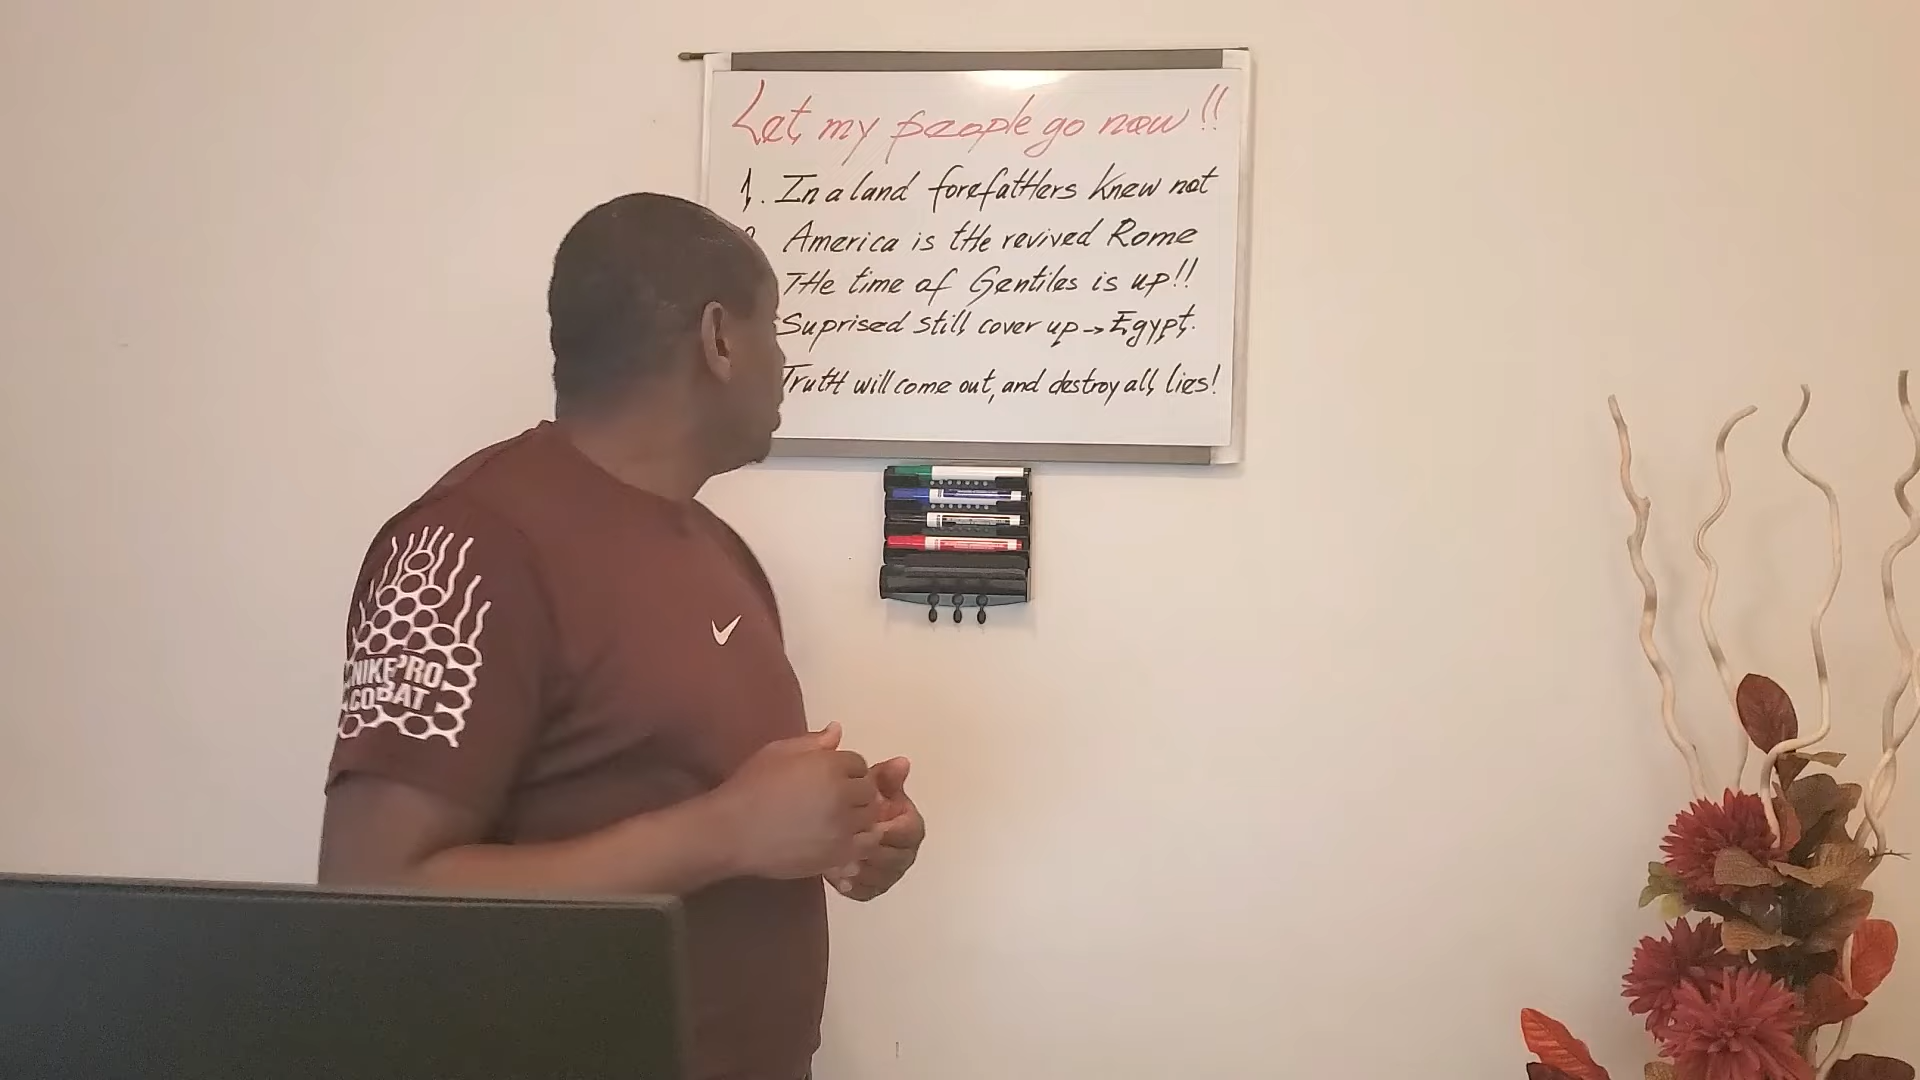 Let my people go now!!
1. In a land forefathers knew not
America is the revived Rome
The time of Gentiles is up!!
Suprised still cover up → Egypt.
Truth will come out, and destroy all lies!
NIKE PRO
COMBAT